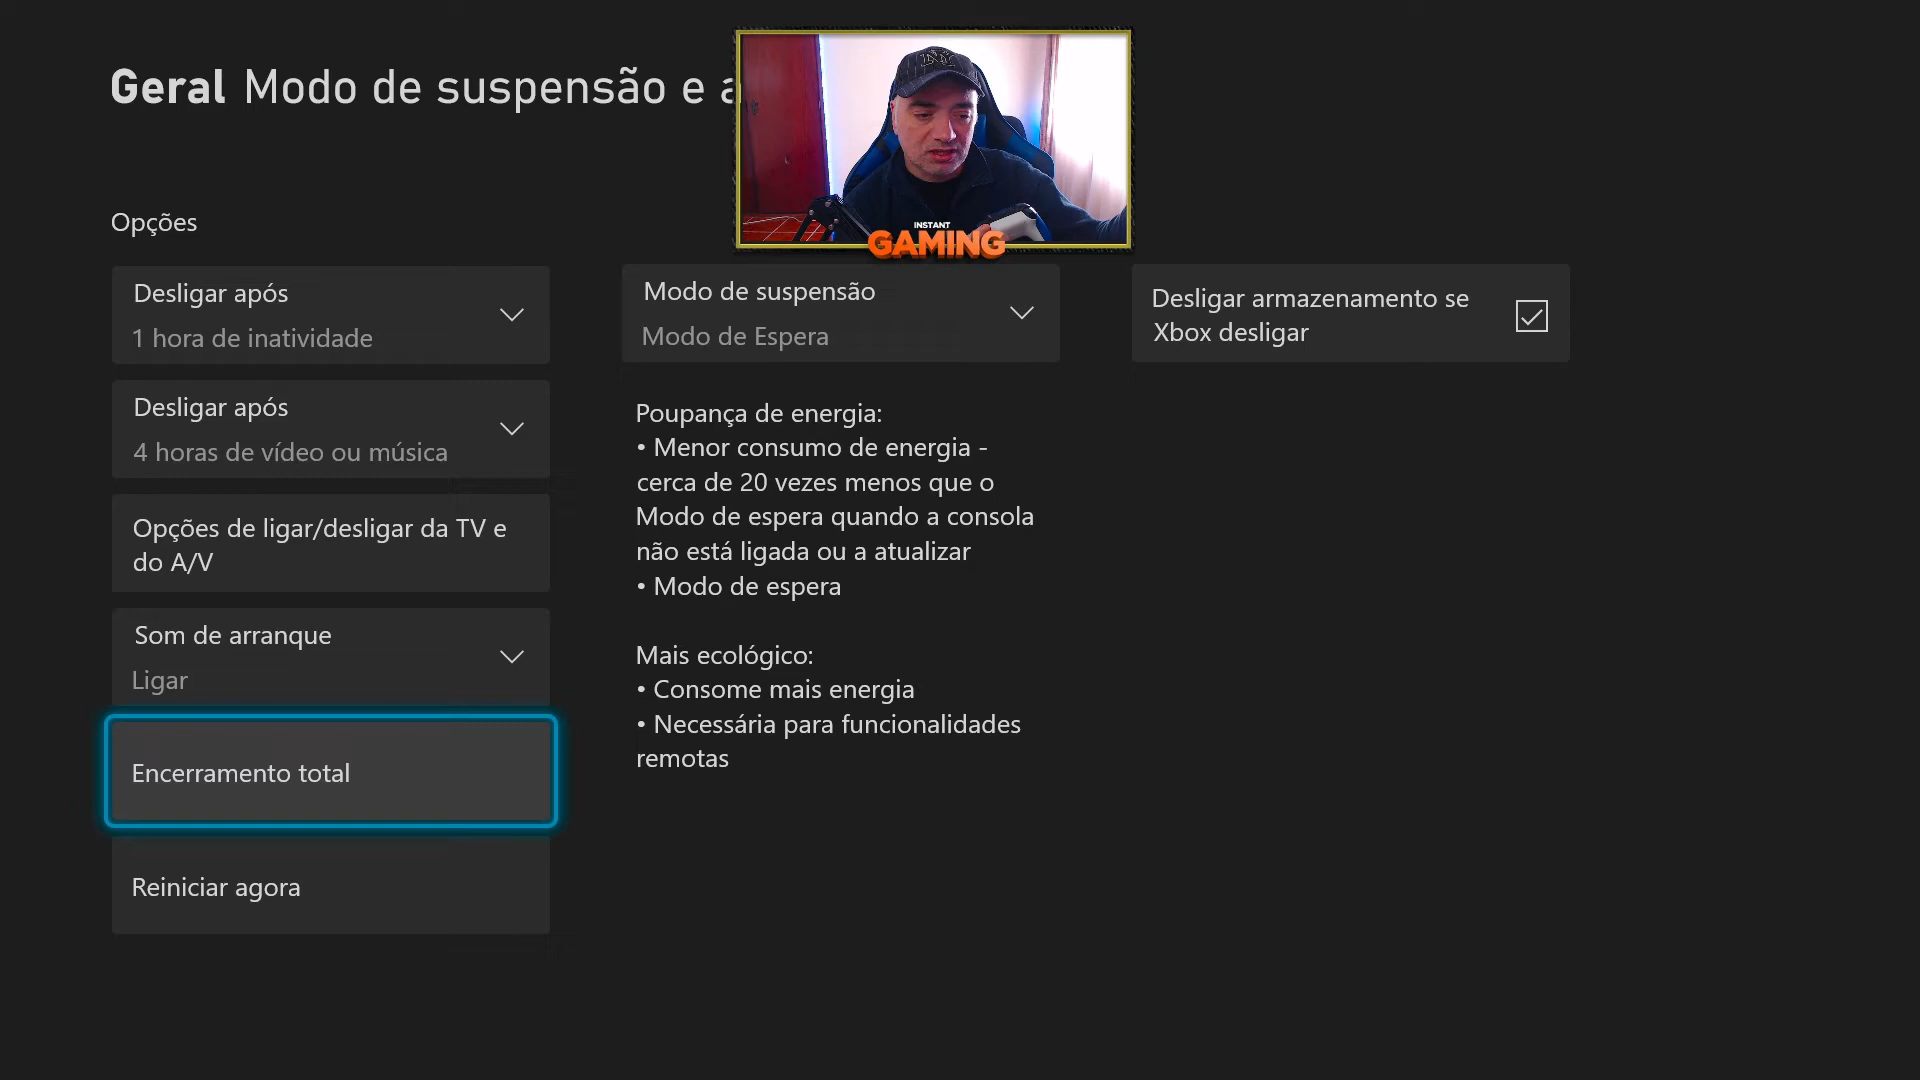 Geral Modo de suspensão e a
INSTANT
GAMING
Opções
Desligar após
1 hora de inatividade
Desligar após
4 horas de vídeo ou música
Opções de ligar/desligar da TV e
do A/V
Som de arranque
Ligar
Encerramento total
Reiniciar agora
Modo de suspensão
Modo de Espera
Poupança de energia:
• Menor consumo de energia -
cerca de 20 vezes menos que o
Modo de espera quando a consola
não está ligada ou a atualizar
• Modo de espera
Mais ecológico:
• Consome mais energia
• Necessária para funcionalidades
remotas
Desligar armazenamento se
Xbox desligar